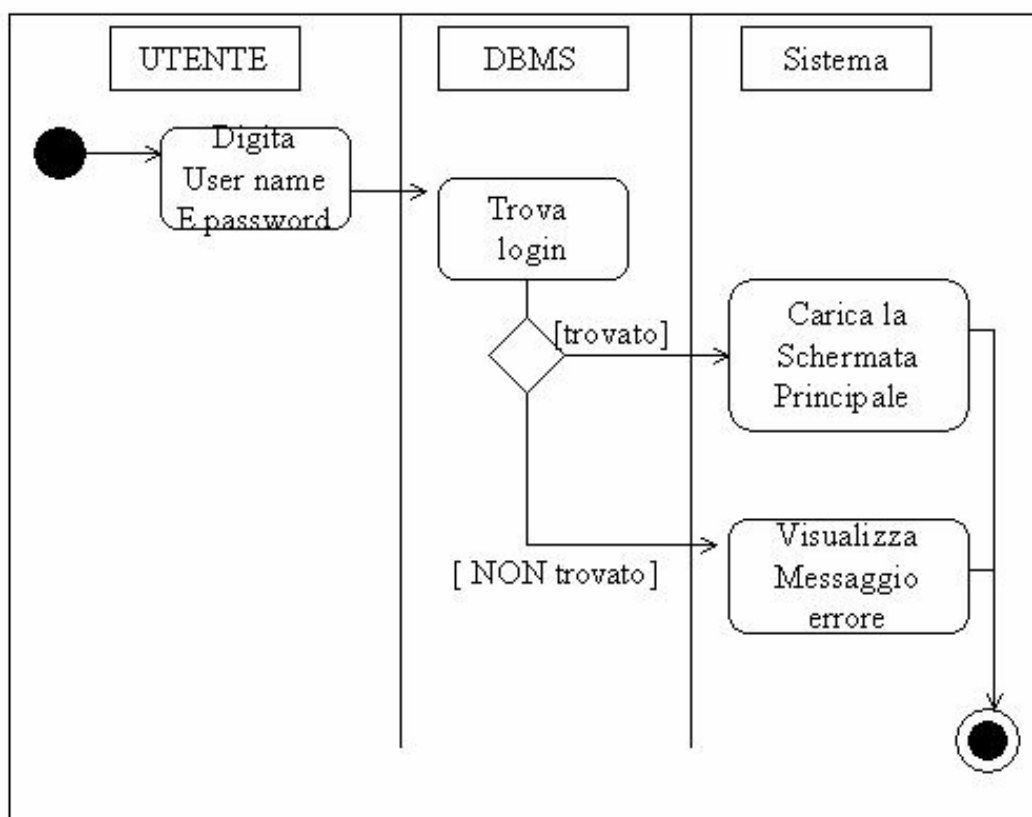 UTENTE
DBMS
Sistema
Digita
User name
E password
Trova
login
[trovato]
Carica la
Schermata
Principale
[ NON trovato]
Visualizza
Messaggio
errore